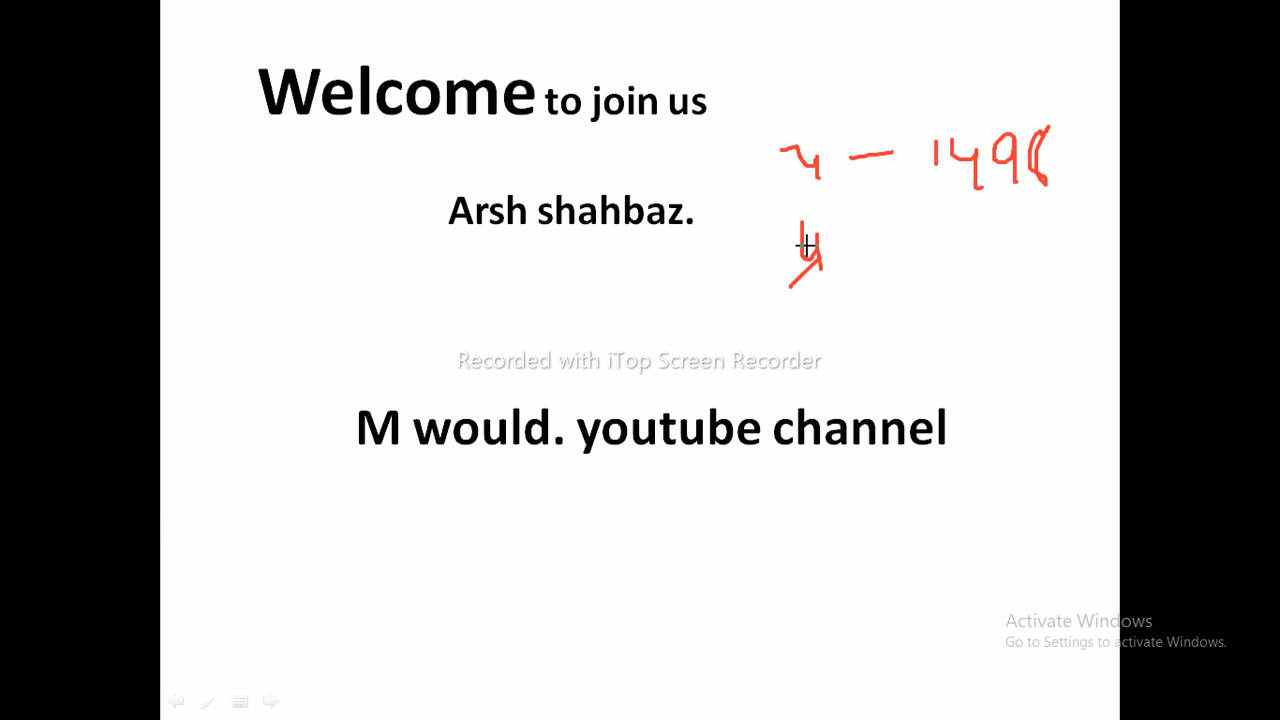 Welcome to join us
Arsh shahbaz.
Recorded with iTop Screen Recorder
M would. youtube channel
Activate Windows
Go to Settings to activate Windows.